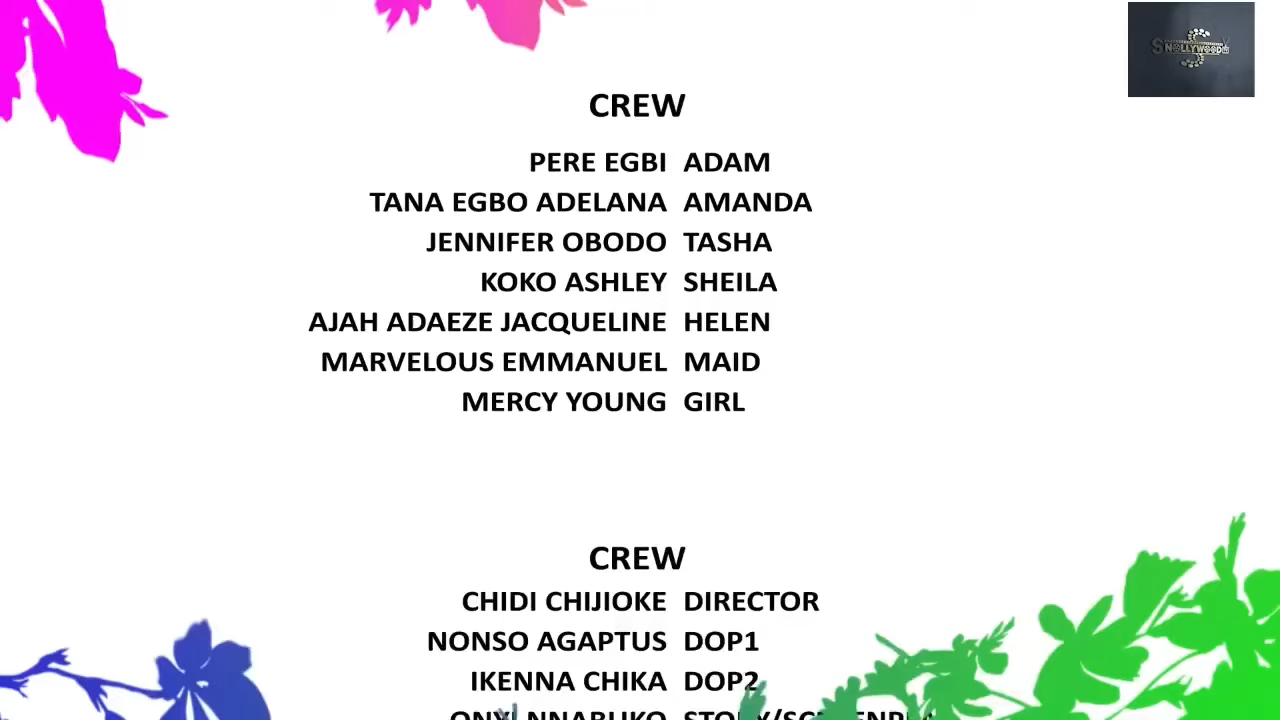 SNOLLYWOOD
CREW
PERE EGBI ADAM
TANA EGBO ADELANA AMANDA
JENNIFER OBODO TASHA
KOKO ASHLEY SHEILA
AJAH ADAEZE JACQUELINE HELEN
MARVELOUS EMMANUEL MAID
MERCY YOUNG GIRL
CREW
CHIDI CHIJIOKE DIRECTOR
NONSO AGAPTUS DOP1
IKENNA CHIKA DOP2